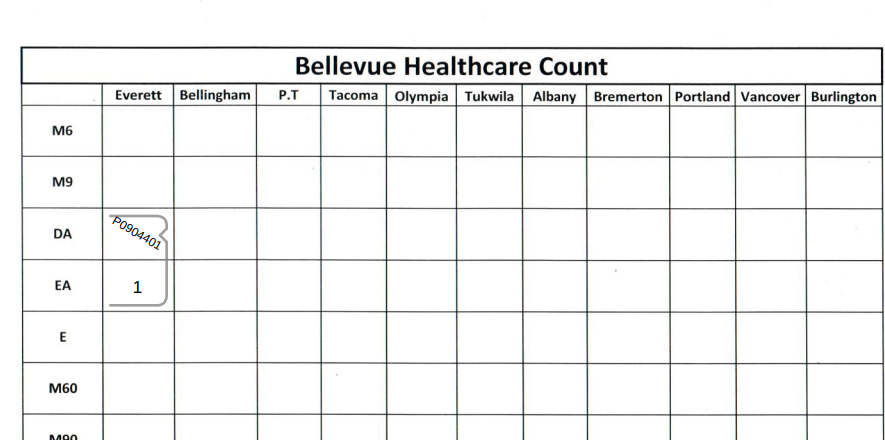 Bellevue Healthcare Count
Everett Bellingham P.T Tacoma Olympia Tukwila Albany Bremerton Portland Vancover Burlington
M6
M9
DA P0904401
EA 1
E
M60
M90